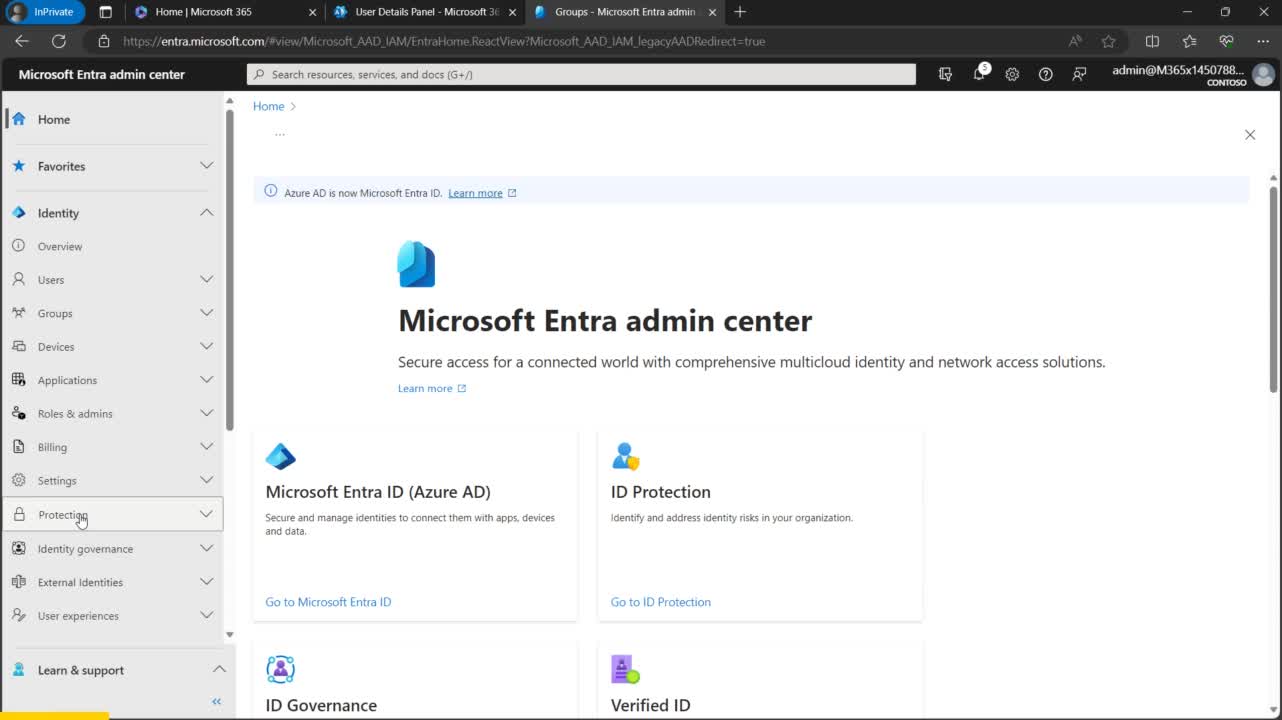 InPrivate
Home | Microsoft 365
User Details Panel - Microsoft 36
Groups - Microsoft Entra admin
https://entra.microsoft.com/#view/Microsoft_AAD_IAM/EntraHome.ReactView?Microsoft_AAD_IAM_legacyAADRedirect=true
Microsoft Entra admin center
Search resources, services, and docs (G+/)
5
admin@M365x1450788...
CONTOSO
Home
Favorites
Identity
Overview
Users
Groups
Devices
Applications
Roles & admins
Billing
Settings
Protection
Identity governance
External Identities
User experiences
Learn & support
Home >
...
Azure AD is now Microsoft Entra ID. Learn more
Microsoft Entra admin center
Secure access for a connected world with comprehensive multicloud identity and network access solutions.
Learn more
Microsoft Entra ID (Azure AD)
Secure and manage identities to connect them with apps, devices
and data.
Go to Microsoft Entra ID
ID Protection
Identify and address identity risks in your organization.
Go to ID Protection
ID Governance
Verified ID